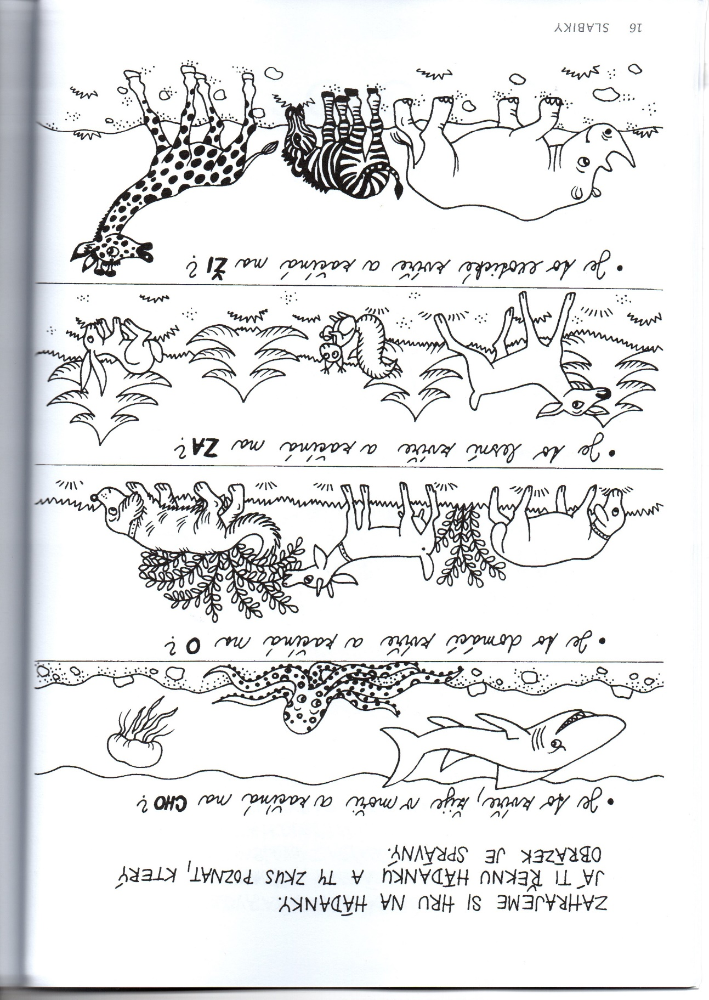 ZAHRAJEME SI HRU NA HÁDANKY.
JÁ TI ŘEKNU HÁDANKU A TY ZKUS POZNAT, KTERÝ
OBRÁZEK JE SPRÁVNÝ.
• Je to zvíře, žije v moři a začíná na CHO?
• Je to domácí zvíře a začíná na O?
• Je to lesní zvíře a začíná na ZA?
• Je to exotické zvíře a začíná na ŽI?
16 SLABIKY